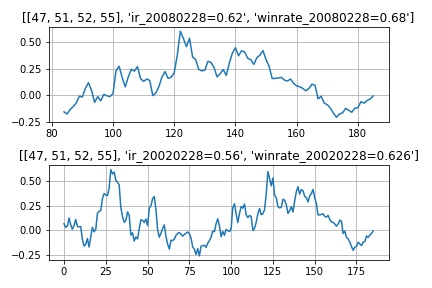 [[47, 51, 52, 55], 'ir_20080228=0.62', 'winrate_20080228=0.68']
0.50
0.25
0.00
−0.25
80 100 120 140 160 180
[[47, 51, 52, 55], 'ir_20020228=0.56', 'winrate_20020228=0.626']
0.50
0.25
0.00
−0.25
0 25 50 75 100 125 150 175